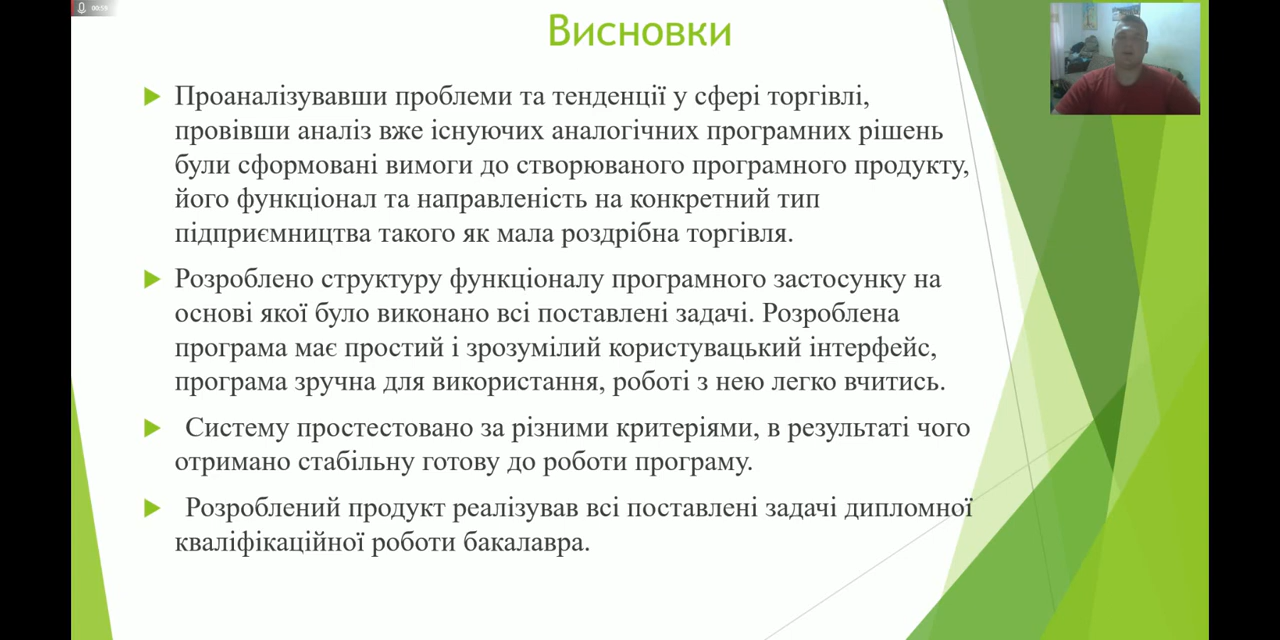 00:59
Висновки
Проаналізувавши проблеми та тенденції у сфері торгівлі,
провівши аналіз вже існуючих аналогічних програмних рішень
були сформовані вимоги до створюваного програмного продукту,
його функціонал та направленість на конкретний тип
підприємництва такого як мала роздрібна торгівля.
Розроблено структуру функціоналу програмного застосунку на
основі якої було виконано всі поставлені задачі. Розроблена
програма має простий і зрозумілий користувацький інтерфейс,
програма зручна для використання, роботі з нею легко вчитись.
Систему простестовано за різними критеріями, в результаті чого
отримано стабільну готову до роботи програму.
Розроблений продукт реалізував всі поставлені задачі дипломної
кваліфікаційної роботи бакалавра.